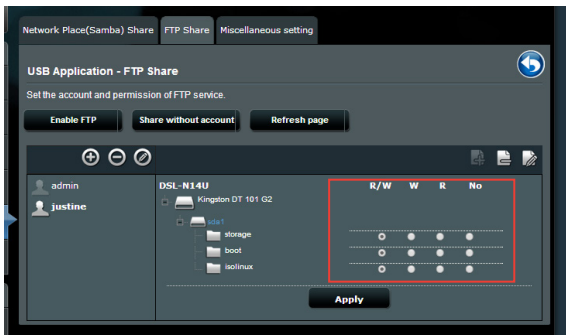 Network Place(Samba) Share FTP Share Miscellaneous setting
USB Application - FTP Share
Set the account and permission of FTP service.
Enable FTP Share without account Refresh page
admin
justine
DSL-N14U R/W W R No
Kingston DT 101 G2
sda1
storage
boot
isolinux
Apply